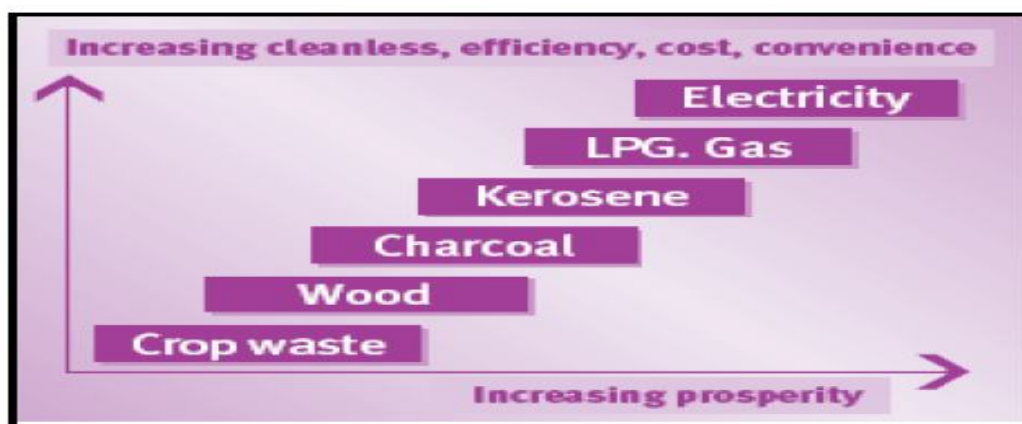 Increasing cleanless, efficiency, cost, convenience
Electricity
LPG. Gas
Kerosene
Charcoal
Wood
Crop waste
Increasing prosperity